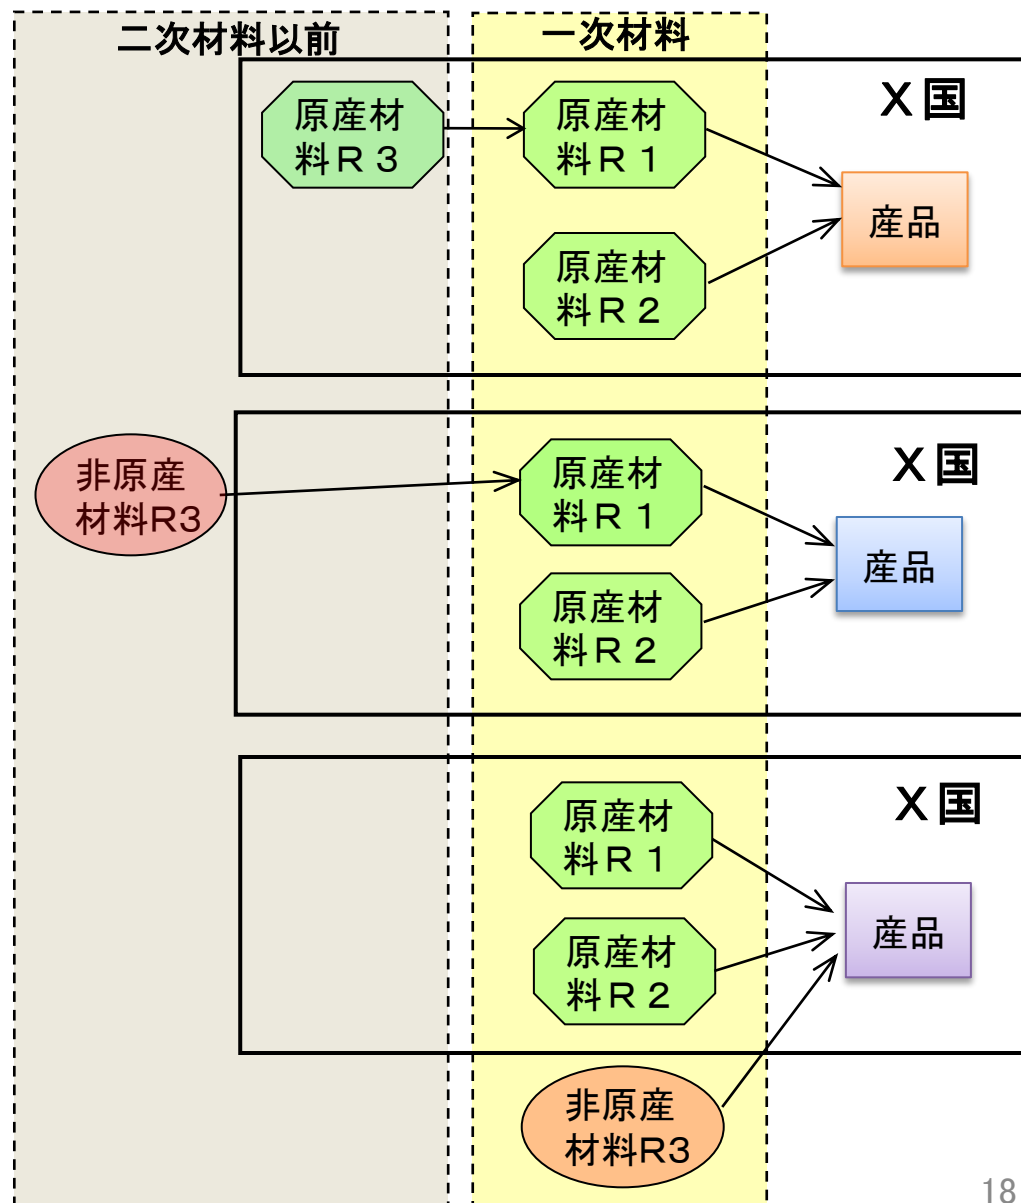 二次材料以前
一次材料
X国
原産材
料R3
原産材
料R1
原産材
料R2
産品
X国
非原産
材料R3
原産材
料R1
原産材
料R2
産品
X国
原産材
料R1
原産材
料R2
産品
非原産
材料R3
18